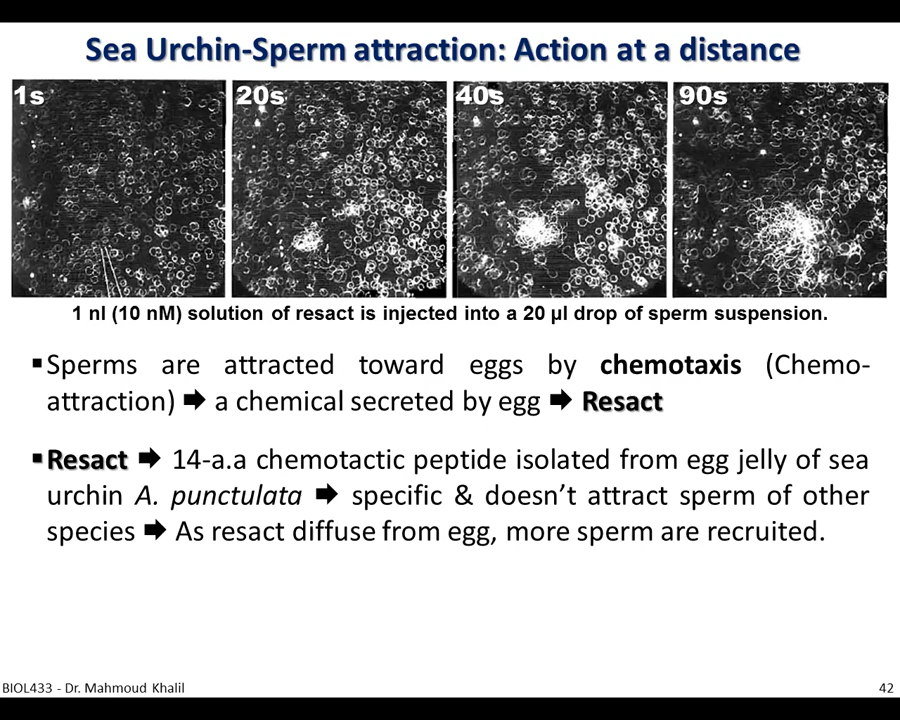 Sea Urchin-Sperm attraction: Action at a distance
1s 20s 40s 90s
1 nl (10 nM) solution of resact is injected into a 20 µl drop of sperm suspension.
▪Sperms are attracted toward eggs by chemotaxis (Chemo-
attraction) 🡆 a chemical secreted by egg 🡆 Resact
▪Resact 🡆 14-a.a chemotactic peptide isolated from egg jelly of sea
urchin A. punctulata 🡆 specific & doesn’t attract sperm of other
species 🡆 As resact diffuse from egg, more sperm are recruited.
BIOL433 - Dr. Mahmoud Khalil 42